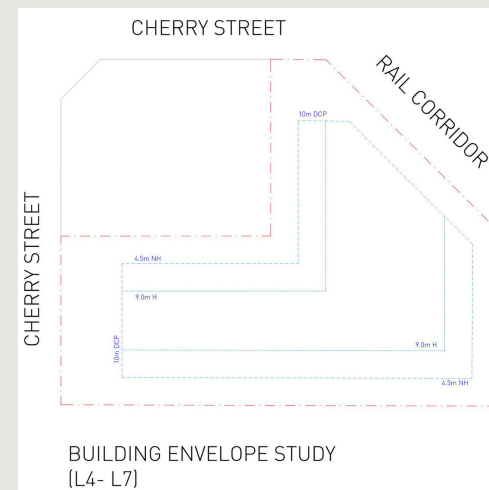 CHERRY STREET
RAIL CORRIDOR
10m DCP
CHERRY STREET
4.5m NH
9.0m H
10m DCP
9.0m H
4.5m NH
BUILDING ENVELOPE STUDY
(L4- L7)